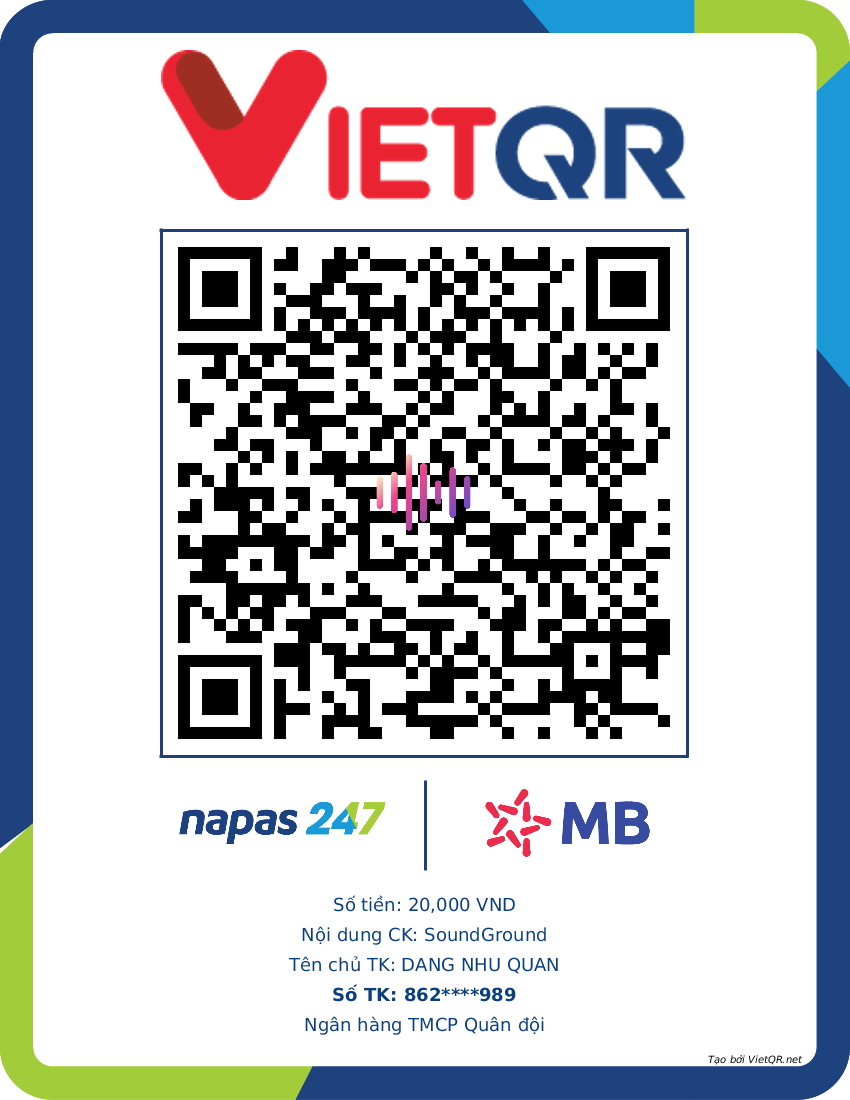 VIETQR
napas 247
MB
Số tiền: 20,000 VND
Nội dung CK: SoundGround
Tên chủ TK: DANG NHU QUAN
Số TK: 862****989
Ngân hàng TMCP Quân đội
Tạo bởi VietQR.net